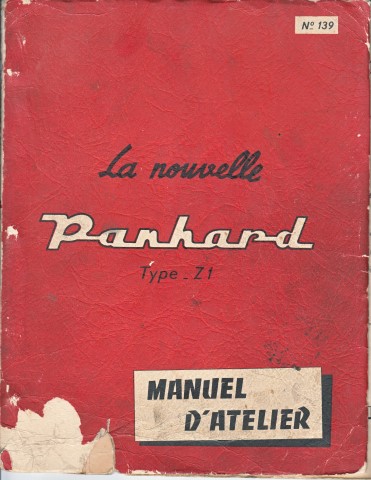 Nº 139
La nouvelle
Panhard
Type - Z1
MANUEL
D'ATELIER